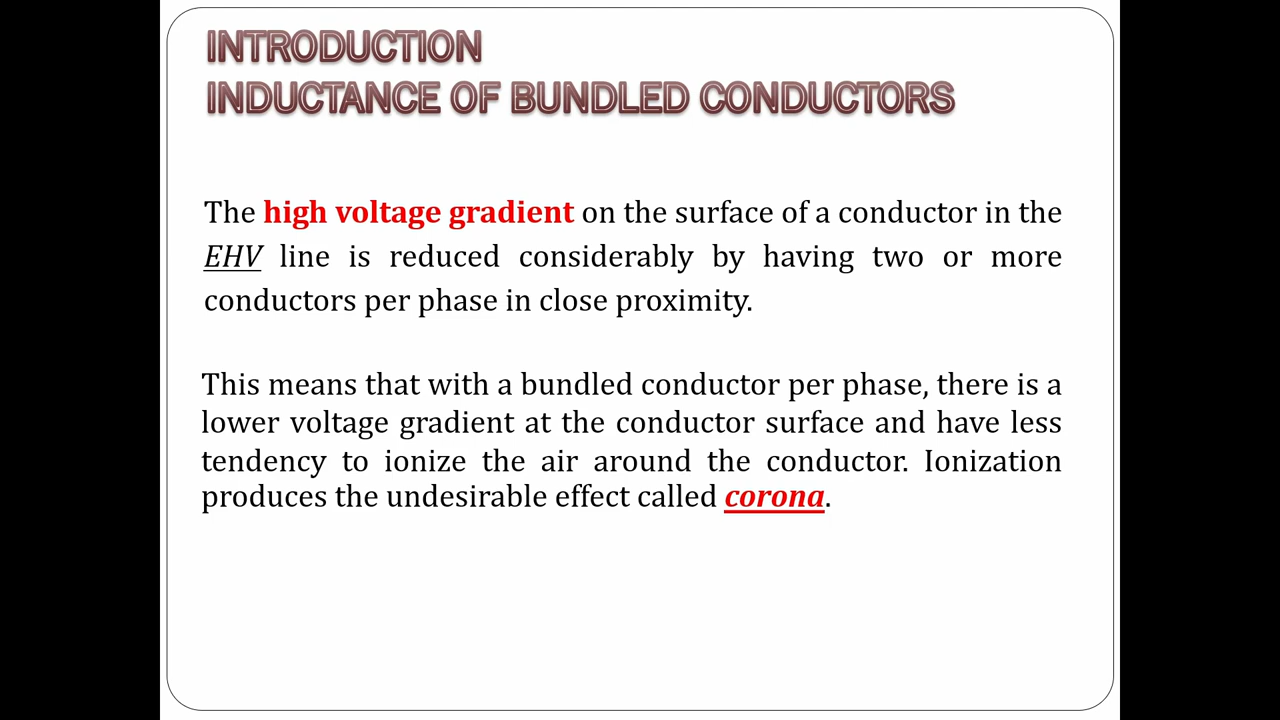 INTRODUCTION
INDUCTANCE OF BUNDLED CONDUCTORS
The high voltage gradient on the surface of a conductor in the
EHV line is reduced considerably by having two or more
conductors per phase in close proximity.
This means that with a bundled conductor per phase, there is a
lower voltage gradient at the conductor surface and have less
tendency to ionize the air around the conductor. Ionization
produces the undesirable effect called corona.